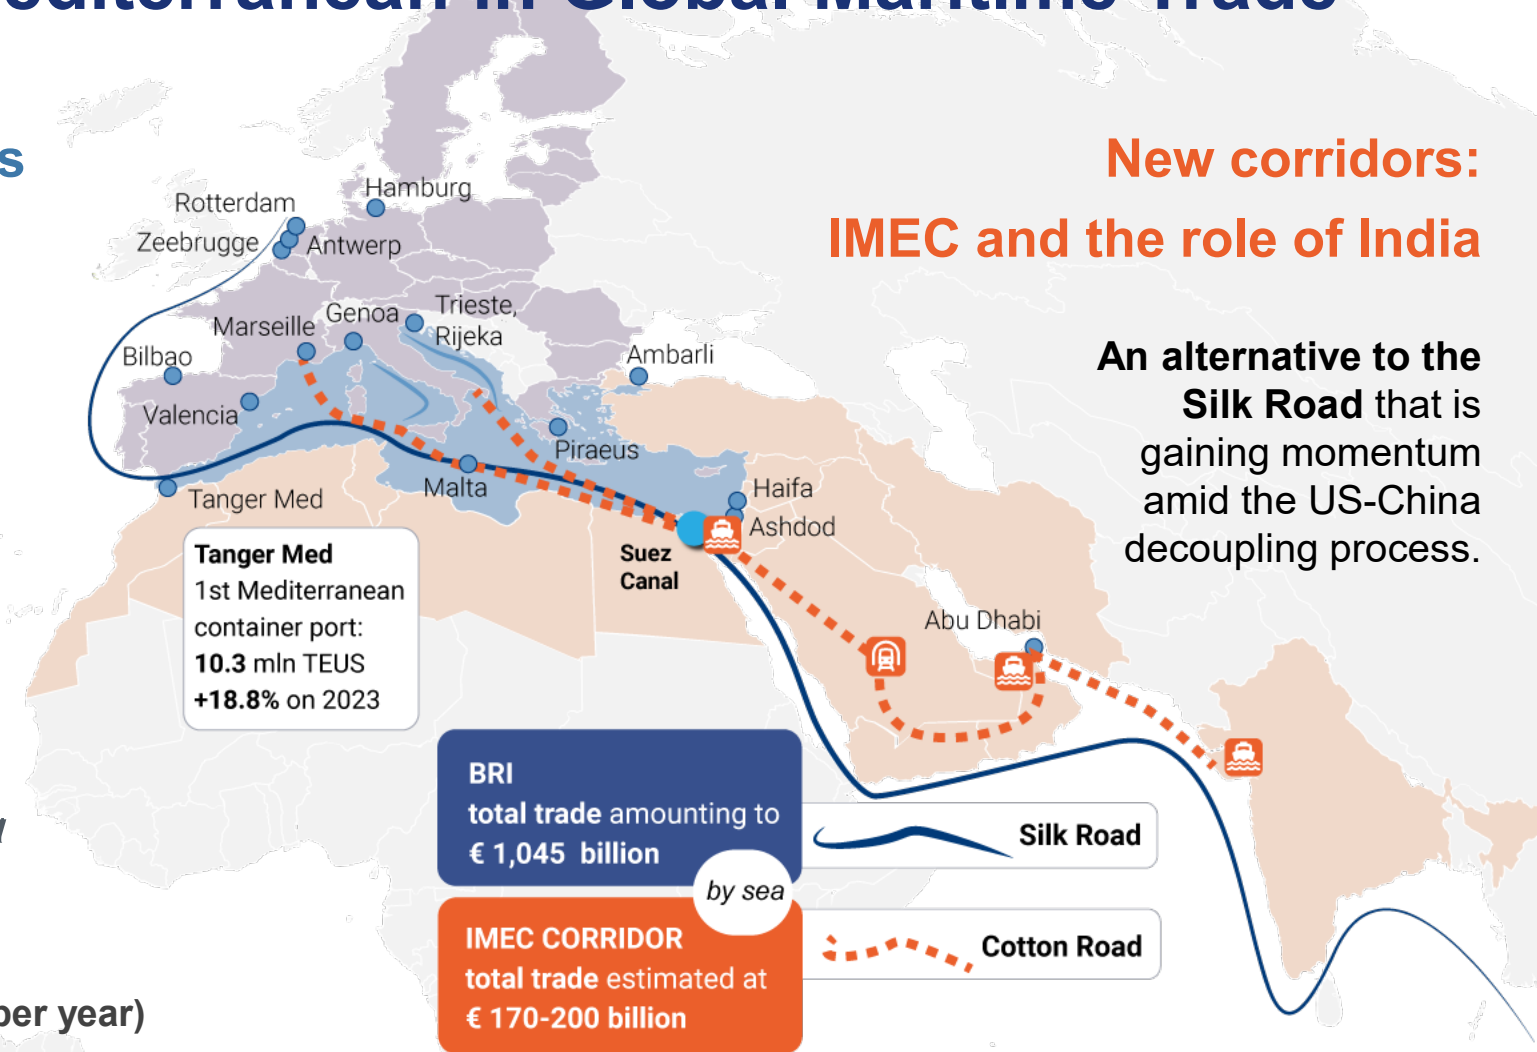 in Global Maritime Trade
s
New corridors:
IMEC and the role of India
An alternative to the
Silk Road that is
gaining momentum
amid the US-China
decoupling process.
Hamburg
Rotterdam
Zeebrugge
Antwerp
Marseille
Genoa
Trieste,
Rijeka
Bilbao
Ambarli
Valencia
Piraeus
Malta
Tanger Med
Haifa
Ashdod
Suez
Canal
Abu Dhabi
Tanger Med
1st Mediterranean
container port:
10.3 mln TEUS
+18.8% on 2023
BRI
total trade amounting to
€ 1,045 billion
by sea
Silk Road
IMEC CORRIDOR
total trade estimated at
€ 170-200 billion
Cotton Road
per year)